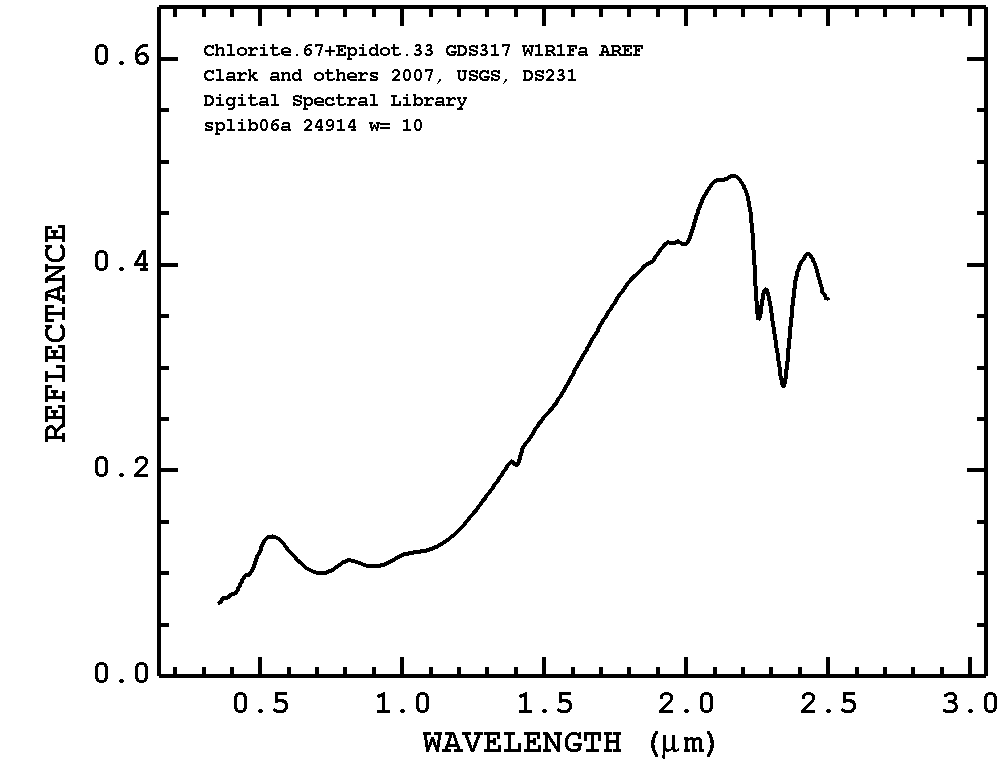 Chlorite.67+Epidot.33 GDS317 W1R1Fa AREF
Clark and others 2007, USGS, DS231
Digital Spectral Library
splib06a 24914 w= 10
0.6
0.4
0.2
0.0
REFLECTANCE
0.5 1.0 1.5 2.0 2.5 3.0
WAVELENGTH (μm)